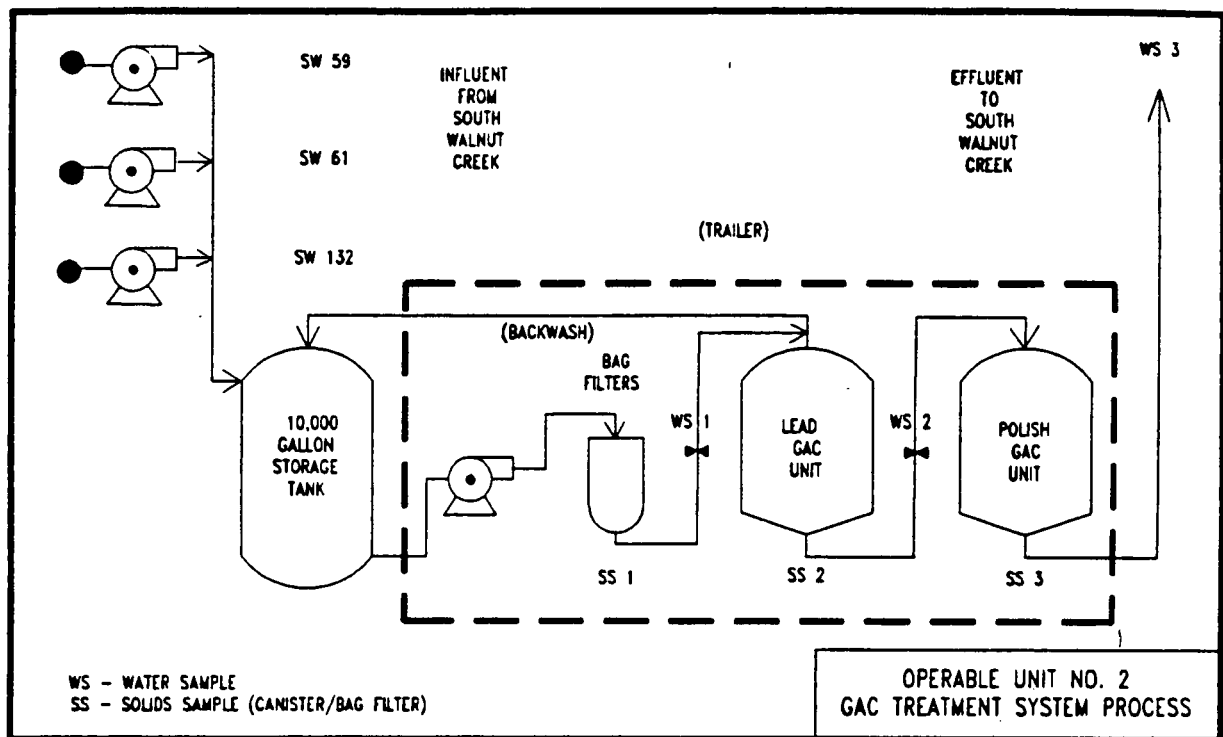 SW 59
INFLUENT
FROM
SOUTH
WALNUT
CREEK
EFFLUENT
TO
SOUTH
WALNUT
CREEK
WS 3
SW 61
SW 132
(TRAILER)
(BACKWASH)
BAG
FILTERS
10,000
GALLON
STORAGE
TANK
WS 1
LEAD
GAC
UNIT
WS 2
POLISH
GAC
UNIT
SS 1
SS 2
SS 3
WS - WATER SAMPLE
SS - SOLIDS SAMPLE (CANISTER/BAG FILTER)
OPERABLE UNIT NO. 2
GAC TREATMENT SYSTEM PROCESS